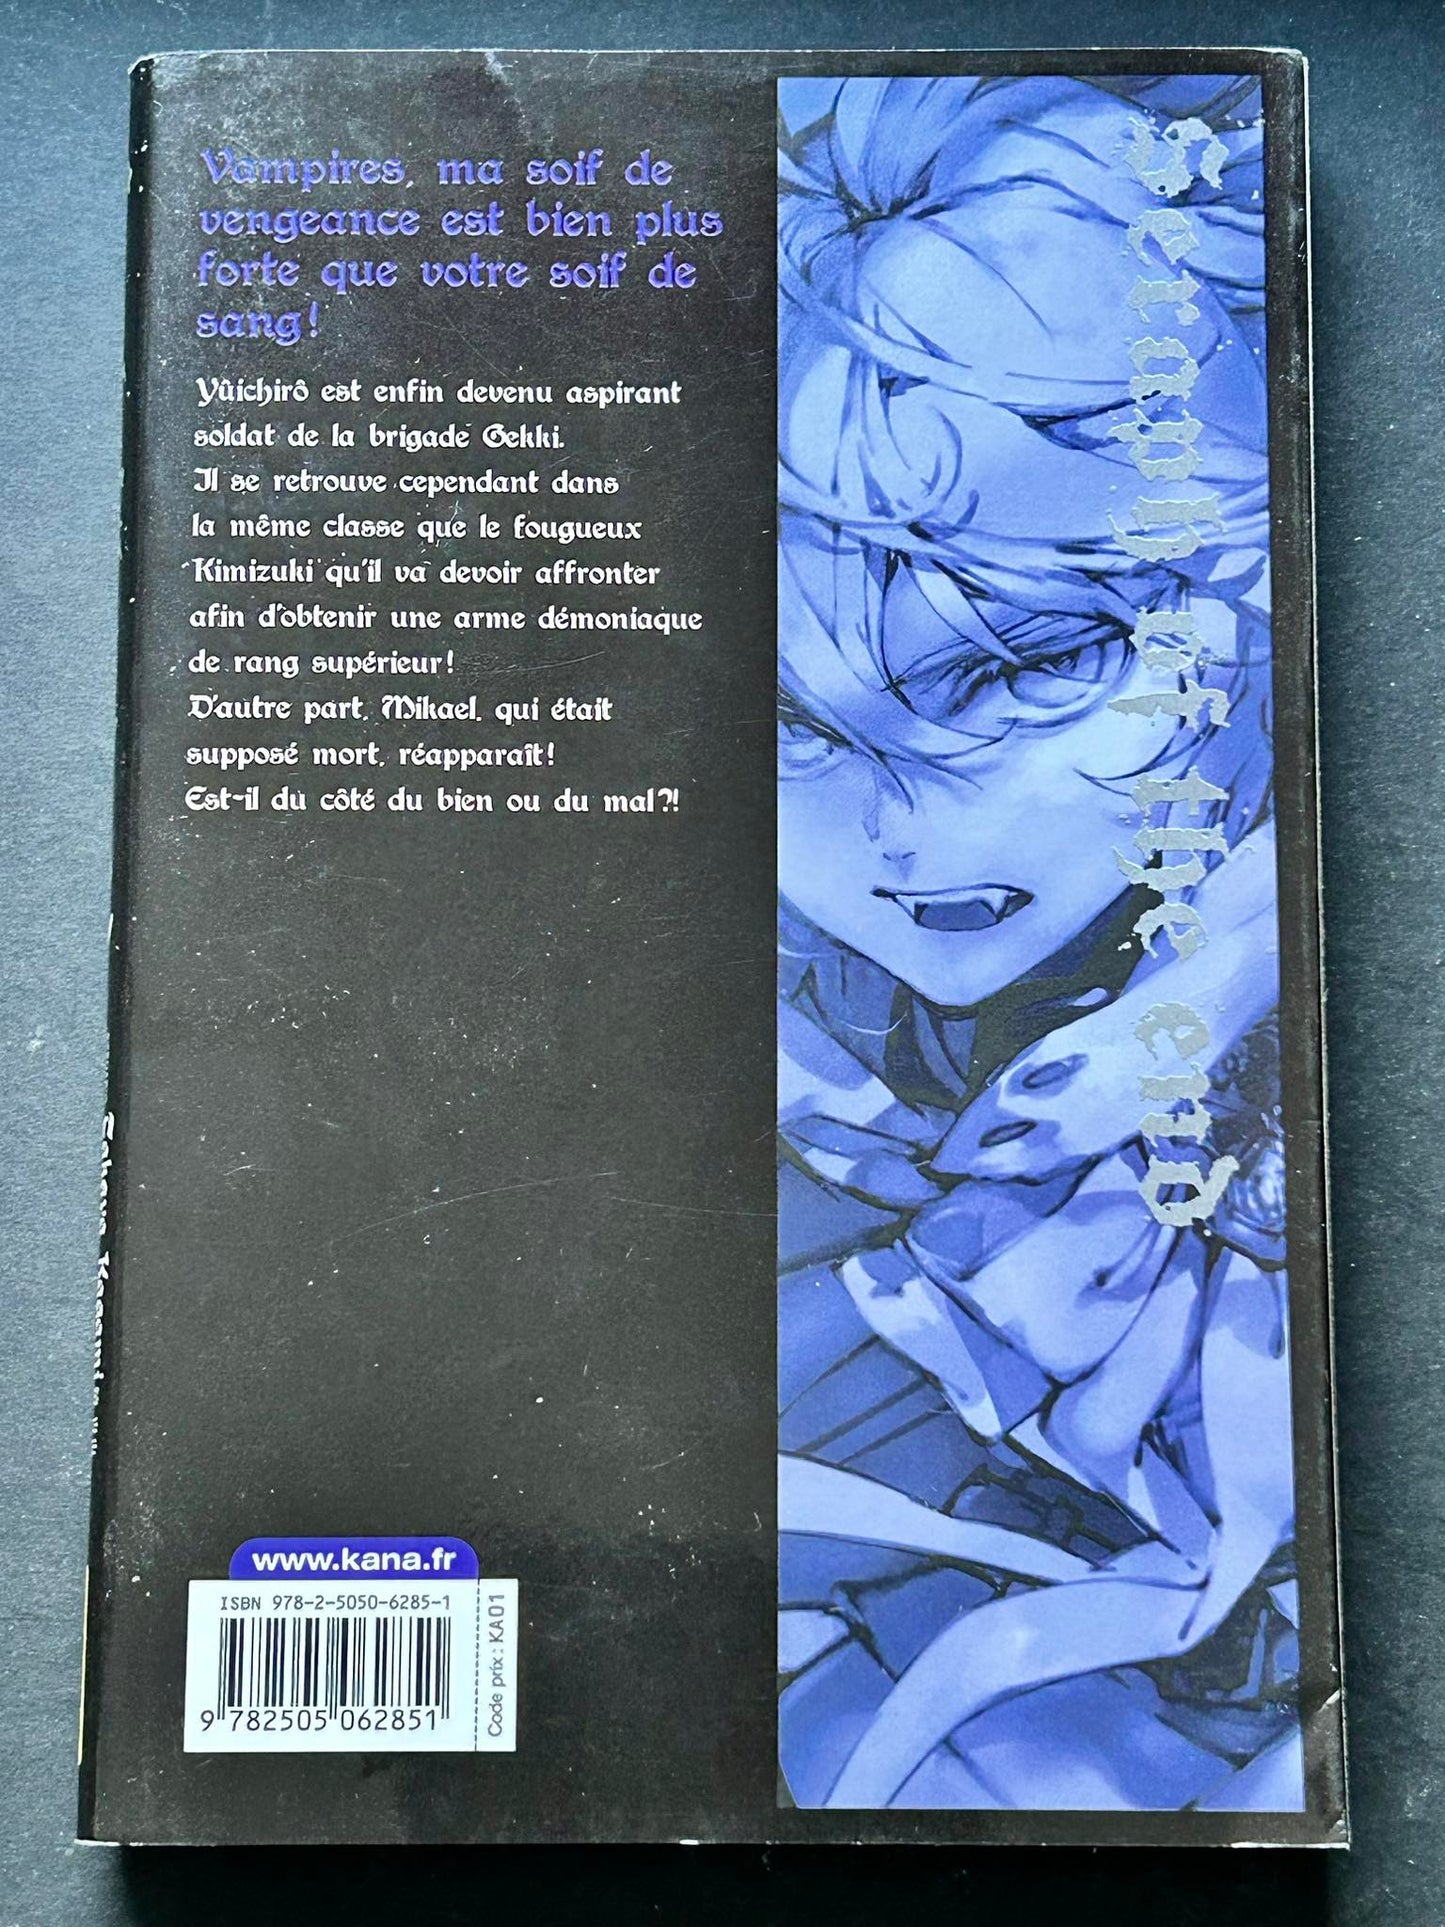 Vampires, ma soif de
vengeance est bien plus
forte que votre soif de
sang!
Yûichirô est enfin devenu aspirant
soldat de la brigade Gekki.
Il se retrouve cependant dans
la même classe que le fougueux
Kimizuki qu'il va devoir affronter
afin d'obtenir une arme démoniaque
de rang supérieur!
D'autre part, Mikael, qui était
supposé mort, réapparaît!
Est-il du côté du bien ou du mal?!
Seraph of the end
www.kana.fr
ISBN 978-2-5050-6285-1
9 782505 062851
Code prix : KA01